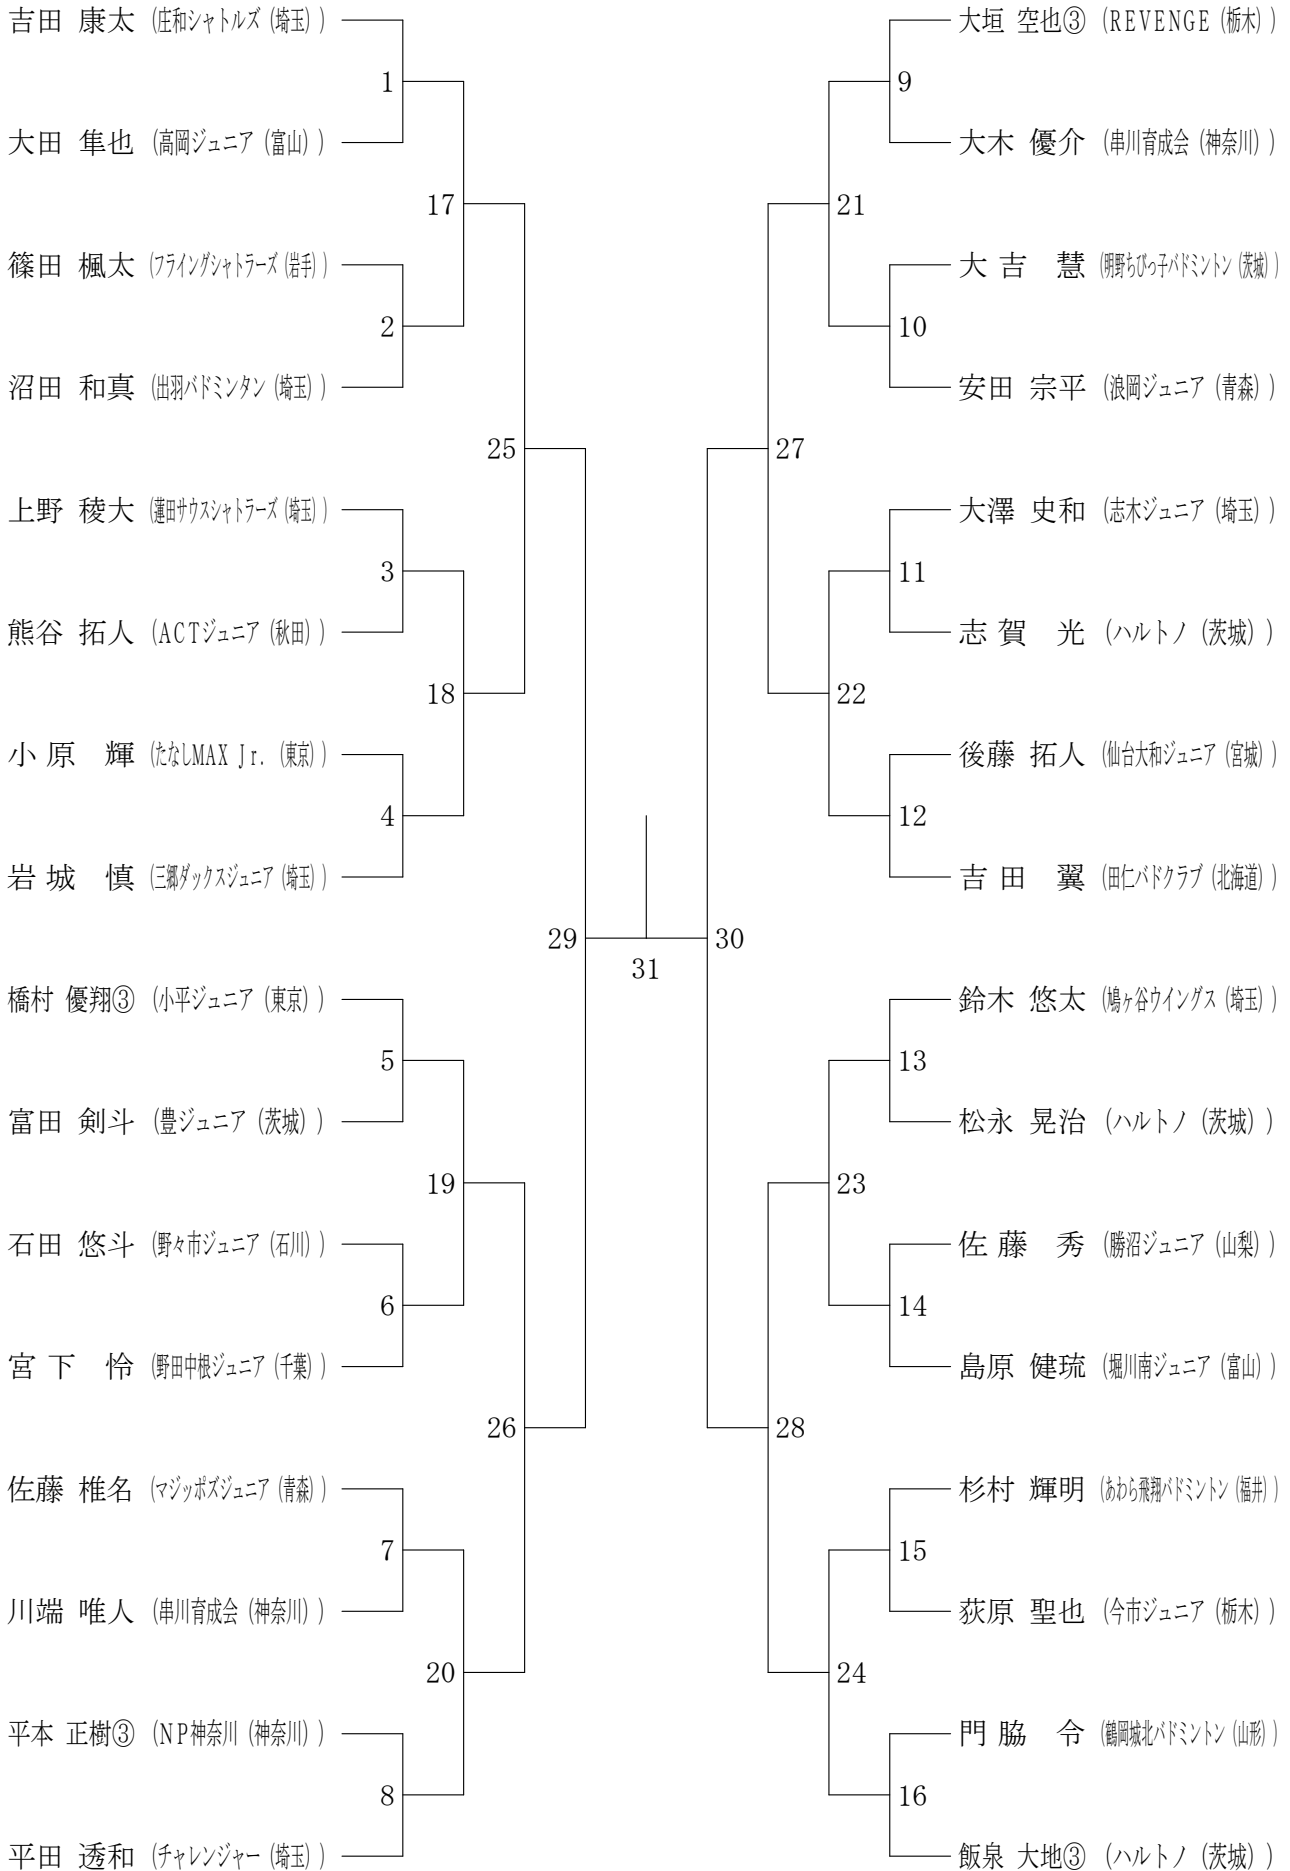 吉田 康太 (庄和シャトルズ (埼玉) )
1
大田 隼也 (高岡ジュニア (富山) )
17
篠田 楓太 (フライングシャトラーズ (岩手) )
2
沼田 和真 (出羽バドミンタン (埼玉) )
25
上野 稜大 (蓮田サウスシャトラーズ (埼玉) )
3
熊谷 拓人 (ACTジュニア (秋田) )
18
小 原 輝 (たなしMAX Jr. (東京) )
4
岩 城 慎 (三郷ダックスジュニア (埼玉) )
29
橋村 優翔③ (小平ジュニア (東京) )
5
富田 剣斗 (豊ジュニア (茨城) )
19
石田 悠斗 (野々市ジュニア (石川) )
6
宮 下 怜 (野田中根ジュニア (千葉) )
26
佐藤 椎名 (マジッポズジュニア (青森) )
7
川端 唯人 (串川育成会 (神奈川) )
20
平本 正樹③ (NP神奈川 (神奈川) )
8
平田 透和 (チャレンジャー (埼玉) )
31
大垣 空也③ (REVENGE (栃木) )
9
大木 優介 (串川育成会 (神奈川) )
21
大 吉 慧 (明野ちびっ子バドミントン (茨城) )
10
安田 宗平 (浪岡ジュニア (青森) )
27
大澤 史和 (志木ジュニア (埼玉) )
11
志 賀 光 (ハルトノ (茨城) )
22
後藤 拓人 (仙台大和ジュニア (宮城) )
12
吉 田 翼 (田仁バドクラブ (北海道) )
30
鈴木 悠太 (鳩ヶ谷ウイングス (埼玉) )
13
松永 晃治 (ハルトノ (茨城) )
23
佐 藤 秀 (勝沼ジュニア (山梨) )
14
島原 健琉 (堀川南ジュニア (富山) )
28
杉村 輝明 (あわら飛翔バドミントン (福井) )
15
荻原 聖也 (今市ジュニア (栃木) )
24
門 脇 令 (鶴岡城北バドミントン (山形) )
16
飯泉 大地③ (ハルトノ (茨城) )